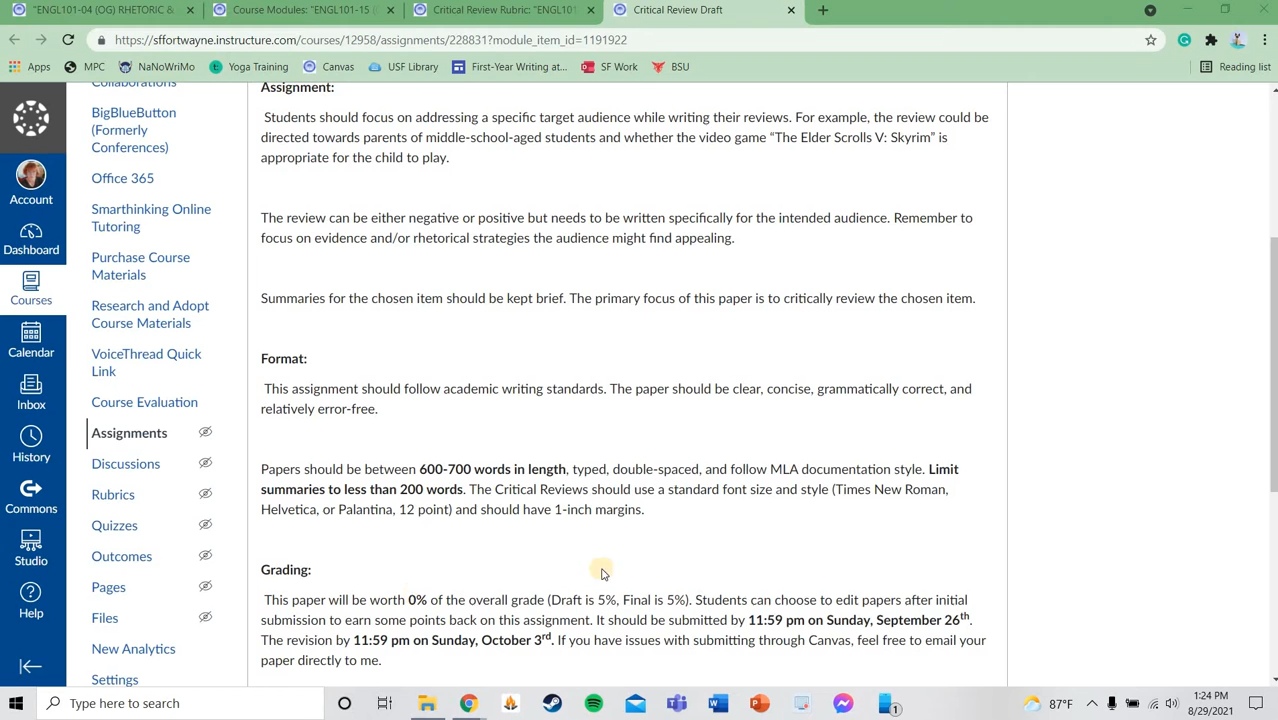 "ENGL101-04 (OG) RHETORIC &
Course Modules: "ENGL101-15 (
Critical Review Rubric: "ENGL101
Critical Review Draft
https://sffortwayne.instructure.com/courses/12958/assignments/228831?module_item_id=1191922
Apps
MPC
NaNoWriMo
Yoga Training
Canvas
USF Library
First-Year Writing at...
SF Work
BSU
Reading list
Account
Dashboard
Courses
Calendar
Inbox
History
Commons
Studio
Help
Collaborations
BigBlueButton
(Formerly
Conferences)
Office 365
Smarthinking Online
Tutoring
Purchase Course
Materials
Research and Adopt
Course Materials
VoiceThread Quick
Link
Course Evaluation
Assignments
Discussions
Rubrics
Quizzes
Outcomes
Pages
Files
New Analytics
Settings
Assignment:
Students should focus on addressing a specific target audience while writing their reviews. For example, the review could be
directed towards parents of middle-school-aged students and whether the video game “The Elder Scrolls V: Skyrim” is
appropriate for the child to play.
The review can be either negative or positive but needs to be written specifically for the intended audience. Remember to
focus on evidence and/or rhetorical strategies the audience might find appealing.
Summaries for the chosen item should be kept brief. The primary focus of this paper is to critically review the chosen item.
Format:
This assignment should follow academic writing standards. The paper should be clear, concise, grammatically correct, and
relatively error-free.
Papers should be between 600-700 words in length, typed, double-spaced, and follow MLA documentation style. Limit
summaries to less than 200 words. The Critical Reviews should use a standard font size and style (Times New Roman,
Helvetica, or Palantina, 12 point) and should have 1-inch margins.
Grading:
This paper will be worth 0% of the overall grade (Draft is 5%, Final is 5%). Students can choose to edit papers after initial
submission to earn some points back on this assignment. It should be submitted by 11:59 pm on Sunday, September 26th.
The revision by 11:59 pm on Sunday, October 3rd. If you have issues with submitting through Canvas, feel free to email your
paper directly to me.
Type here to search
1
87°F
1:24 PM
8/29/2021